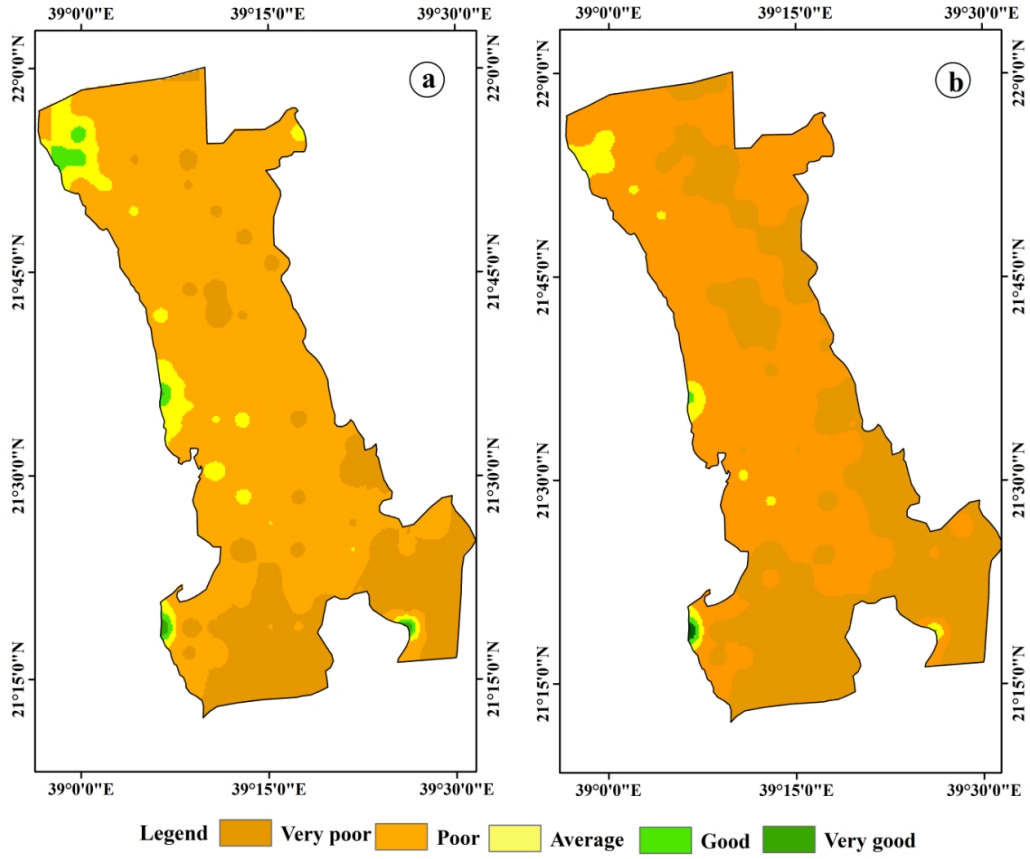 39°0'0"E 39°15'0"E 39°30'0"E 39°0'0"E 39°15'0"E 39°30'0"E
a
b
22°0'0"N 22°0'0"N 22°0'0"N 22°0'0"N
21°45'0"N 21°45'0"N 21°45'0"N 21°45'0"N
21°30'0"N 21°30'0"N 21°30'0"N 21°30'0"N
21°15'0"N 21°15'0"N 21°15'0"N 21°15'0"N
39°0'0"E 39°15'0"E 39°30'0"E 39°0'0"E 39°15'0"E 39°30'0"E
Legend Very poor Poor Average Good Very good